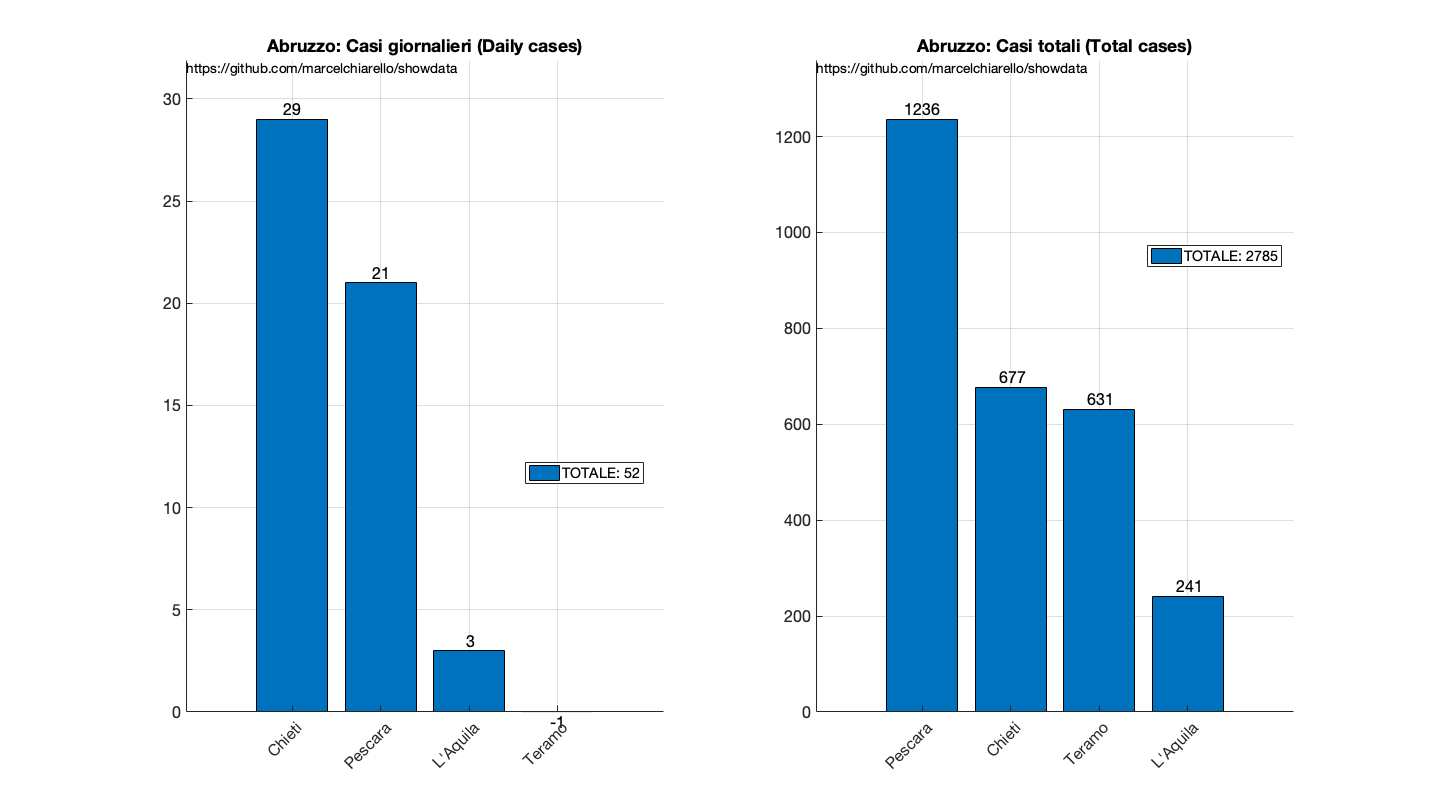 Abruzzo: Casi giornalieri (Daily cases)
https://github.com/marcelchiarello/showdata
30
25
20
15
10
5
0
29
21
3
-1
TOTALE: 52
Chieti
Pescara
L'Aquila
Teramo
Abruzzo: Casi totali (Total cases)
https://github.com/marcelchiarello/showdata
1200
1000
800
600
400
200
0
1236
677
631
241
TOTALE: 2785
Pescara
Chieti
Teramo
L'Aquila